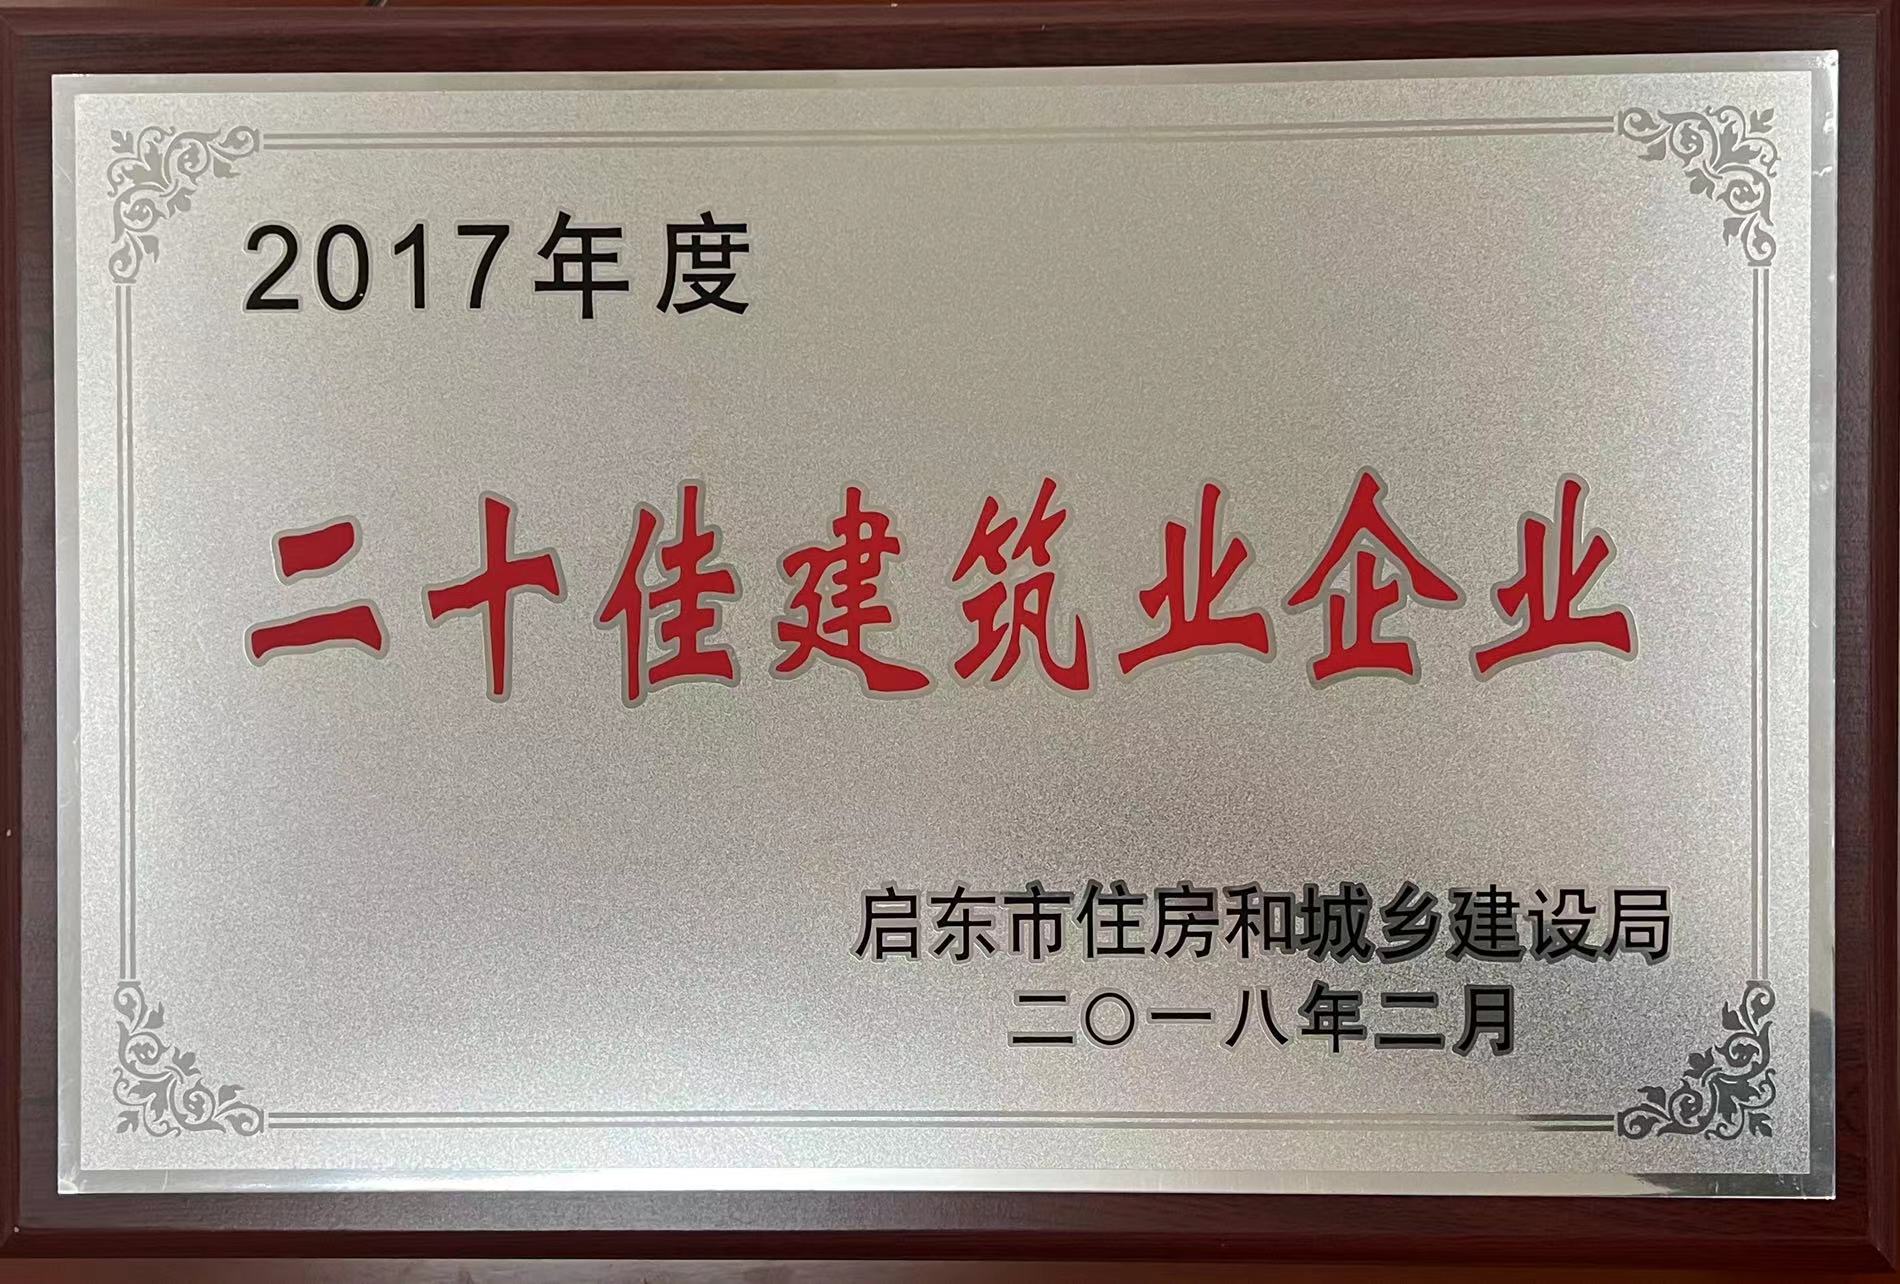 2017年度
二十佳建筑业企业
启东市住房和城乡建设局
二〇一八年二月